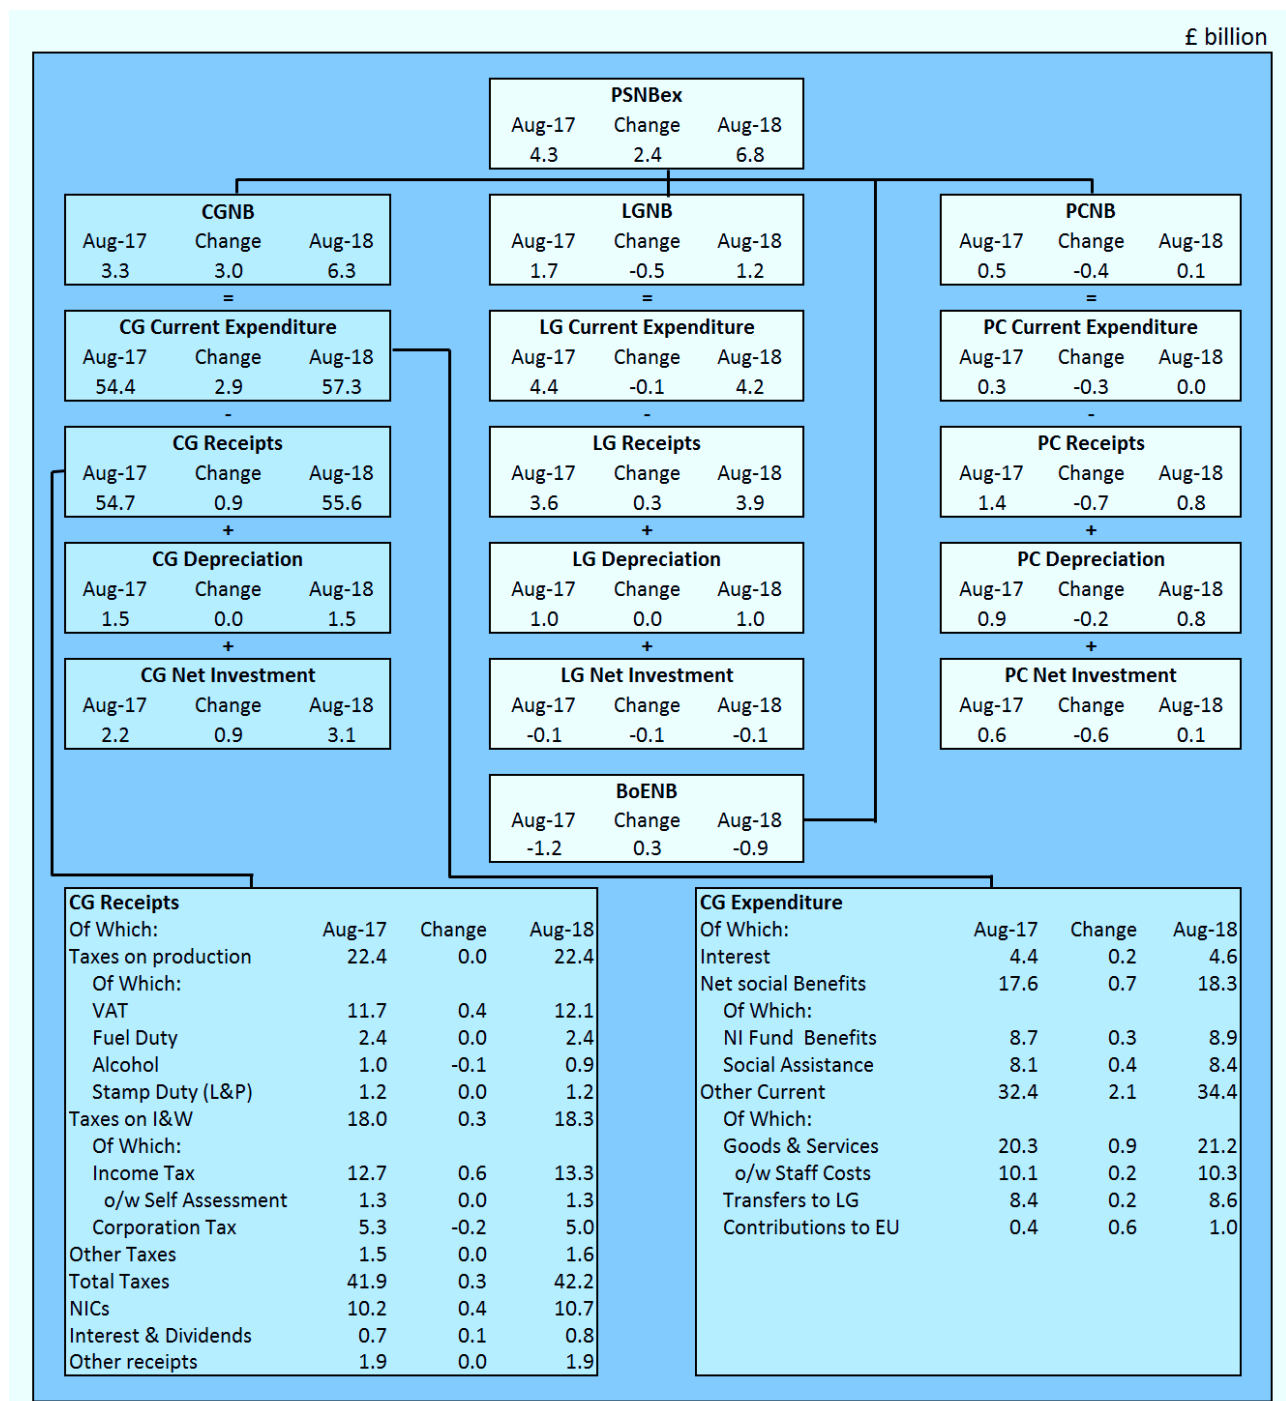 £ billion
PSNBex
Aug-17 Change Aug-18
4.3 2.4 6.8
CGNB
Aug-17 Change Aug-18
3.3 3.0 6.3
=
CG Current Expenditure
Aug-17 Change Aug-18
54.4 2.9 57.3
-
CG Receipts
Aug-17 Change Aug-18
54.7 0.9 55.6
+
CG Depreciation
Aug-17 Change Aug-18
1.5 0.0 1.5
+
CG Net Investment
Aug-17 Change Aug-18
2.2 0.9 3.1
LGNB
Aug-17 Change Aug-18
1.7 -0.5 1.2
=
LG Current Expenditure
Aug-17 Change Aug-18
4.4 -0.1 4.2
-
LG Receipts
Aug-17 Change Aug-18
3.6 0.3 3.9
+
LG Depreciation
Aug-17 Change Aug-18
1.0 0.0 1.0
+
LG Net Investment
Aug-17 Change Aug-18
-0.1 -0.1 -0.1
BoENB
Aug-17 Change Aug-18
-1.2 0.3 -0.9
PCNB
Aug-17 Change Aug-18
0.5 -0.4 0.1
=
PC Current Expenditure
Aug-17 Change Aug-18
0.3 -0.3 0.0
-
PC Receipts
Aug-17 Change Aug-18
1.4 -0.7 0.8
+
PC Depreciation
Aug-17 Change Aug-18
0.9 -0.2 0.8
+
PC Net Investment
Aug-17 Change Aug-18
0.6 -0.6 0.1
CG Receipts
Of Which: Aug-17 Change Aug-18
Taxes on production 22.4 0.0 22.4
Of Which:
VAT 11.7 0.4 12.1
Fuel Duty 2.4 0.0 2.4
Alcohol 1.0 -0.1 0.9
Stamp Duty (L&P) 1.2 0.0 1.2
Taxes on I&W 18.0 0.3 18.3
Of Which:
Income Tax 12.7 0.6 13.3
o/w Self Assessment 1.3 0.0 1.3
Corporation Tax 5.3 -0.2 5.0
Other Taxes 1.5 0.0 1.6
Total Taxes 41.9 0.3 42.2
NICs 10.2 0.4 10.7
Interest & Dividends 0.7 0.1 0.8
Other receipts 1.9 0.0 1.9
CG Expenditure
Of Which: Aug-17 Change Aug-18
Interest 4.4 0.2 4.6
Net social Benefits 17.6 0.7 18.3
Of Which:
NI Fund Benefits 8.7 0.3 8.9
Social Assistance 8.1 0.4 8.4
Other Current 32.4 2.1 34.4
Of Which:
Goods & Services 20.3 0.9 21.2
o/w Staff Costs 10.1 0.2 10.3
Transfers to LG 8.4 0.2 8.6
Contributions to EU 0.4 0.6 1.0